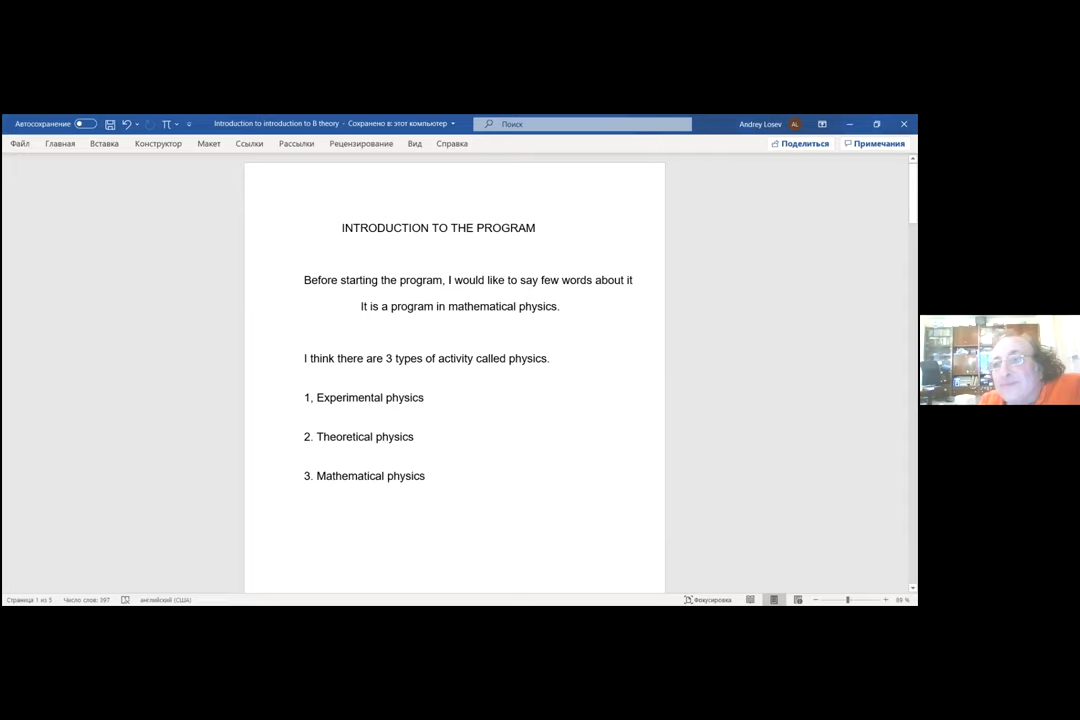 Автосохранение
Introduction to introduction to B theory - Сохранено в: этот компьютер
Поиск
Andrey Losev
AL
Файл Главная Вставка Конструктор Макет Ссылки Рассылки Рецензирование Вид Справка
Поделиться
Примечания
INTRODUCTION TO THE PROGRAM
Before starting the program, I would like to say few words about it
It is a program in mathematical physics.
I think there are 3 types of activity called physics.
1, Experimental physics
2. Theoretical physics
3. Mathematical physics
Страница 1 из 5 Число слов: 397 английский (США)
Фокусировка
89 %